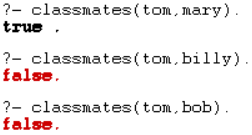 ?- classmates(tom,mary).
true .
?- classmates(tom,billy).
false.
?- classmates(tom,bob).
false.